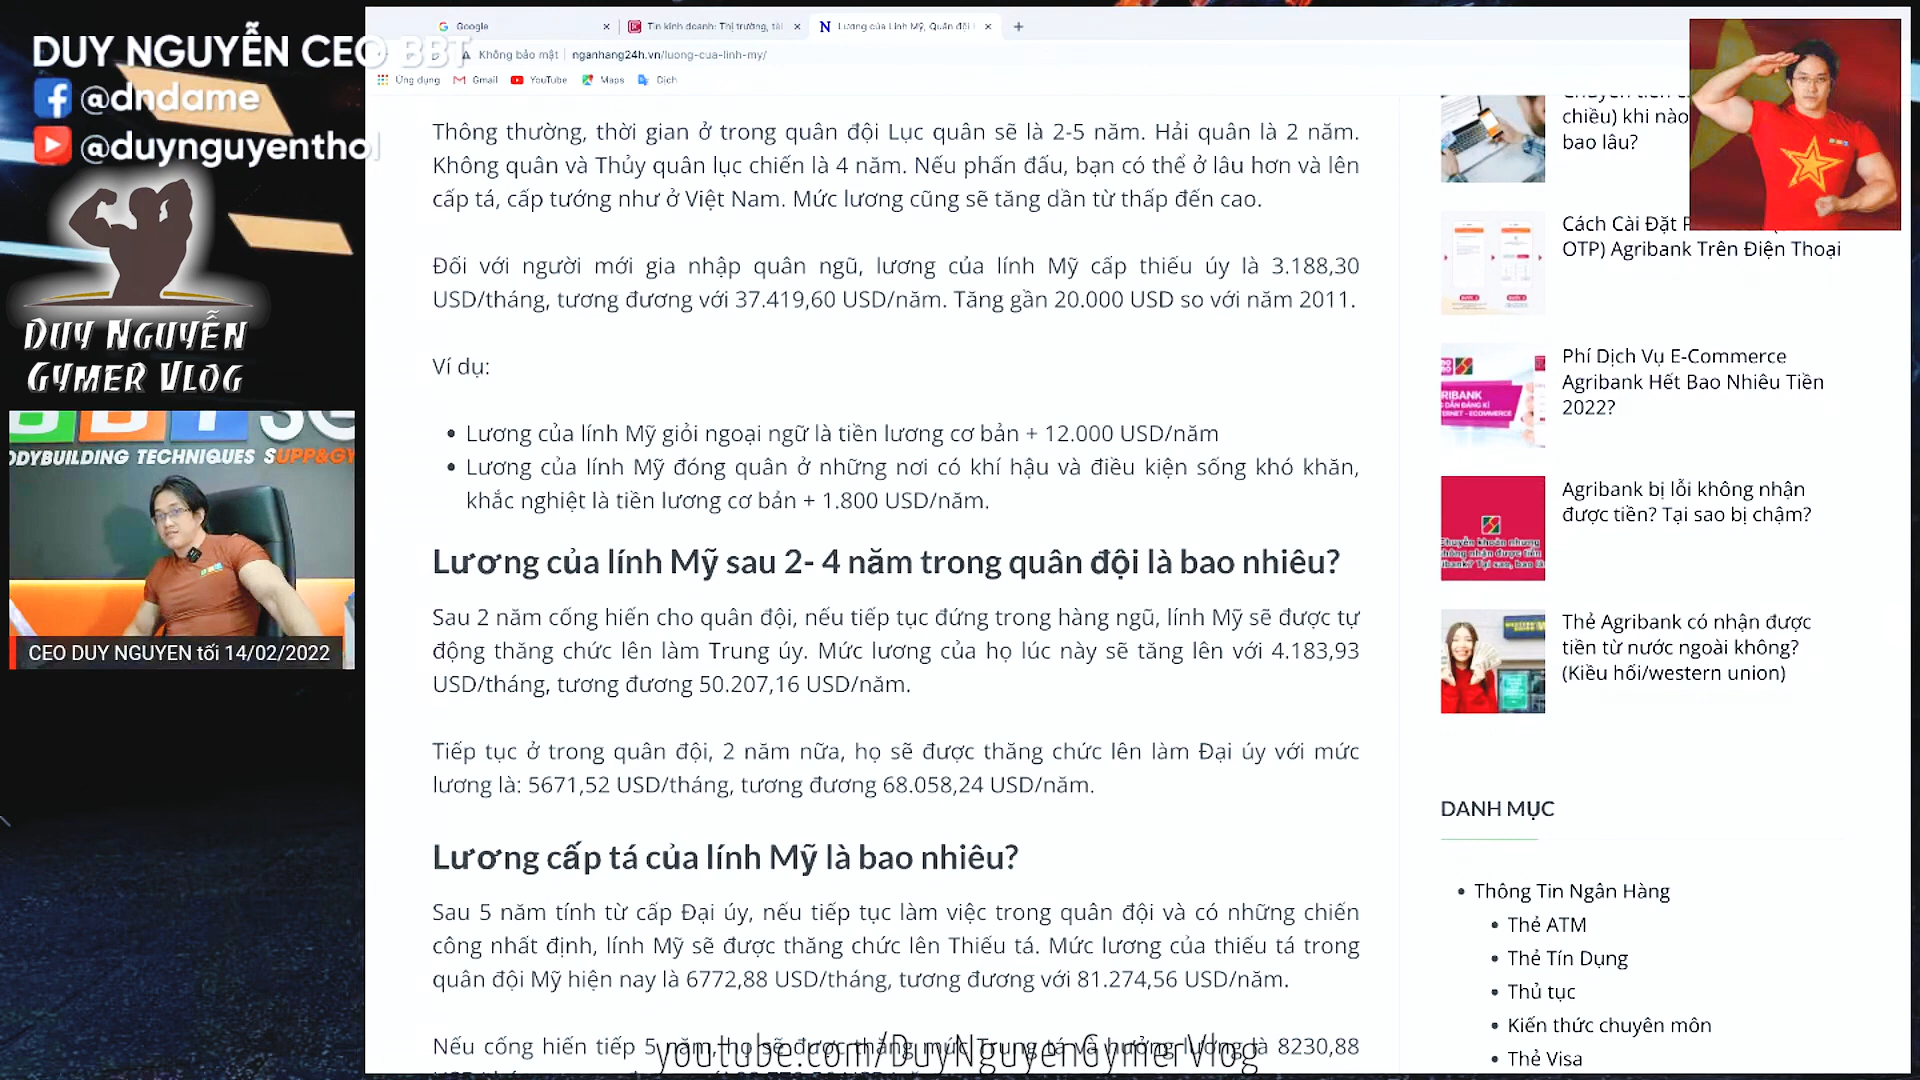 DUY NGUYỄN CEO BBT
@dndame
@duynguyenthol
DUY NGUYỄN
GYMER VLOG
ODYBUILDING TECHNIQUES SUPP&GY
CEO DUY NGUYEN tối 14/02/2022
Google
Tin kinh doanh: Thị trường, tài
Lương của Lính Mỹ, Quân đội
Không bảo mật
nganhang24h.vn/luong-cua-linh-my/
Ứng dụng
Gmail
YouTube
Maps
Dịch
Thông thường, thời gian ở trong quân đội Lục quân sẽ là 2-5 năm. Hải quân là 2 năm.
Không quân và Thủy quân lục chiến là 4 năm. Nếu phấn đấu, bạn có thể ở lâu hơn và lên
cấp tá, cấp tướng như ở Việt Nam. Mức lương cũng sẽ tăng dần từ thấp đến cao.
Đối với người mới gia nhập quân ngũ, lương của lính Mỹ cấp thiếu úy là 3.188,30
USD/tháng, tương đương với 37.419,60 USD/năm. Tăng gần 20.000 USD so với năm 2011.
Ví dụ:
• Lương của lính Mỹ giỏi ngoại ngữ là tiền lương cơ bản + 12.000 USD/năm
• Lương của lính Mỹ đóng quân ở những nơi có khí hậu và điều kiện sống khó khăn,
khắc nghiệt là tiền lương cơ bản + 1.800 USD/năm.
Lương của lính Mỹ sau 2- 4 năm trong quân đội là bao nhiêu?
Sau 2 năm cống hiến cho quân đội, nếu tiếp tục đứng trong hàng ngũ, lính Mỹ sẽ được tự
động thăng chức lên làm Trung úy. Mức lương của họ lúc này sẽ tăng lên với 4.183,93
USD/tháng, tương đương 50.207,16 USD/năm.
Tiếp tục ở trong quân đội, 2 năm nữa, họ sẽ được thăng chức lên làm Đại úy với mức
lương là: 5671,52 USD/tháng, tương đương 68.058,24 USD/năm.
Lương cấp tá của lính Mỹ là bao nhiêu?
Sau 5 năm tính từ cấp Đại úy, nếu tiếp tục làm việc trong quân đội và có những chiến
công nhất định, lính Mỹ sẽ được thăng chức lên Thiếu tá. Mức lương của thiếu tá trong
quân đội Mỹ hiện nay là 6772,88 USD/tháng, tương đương với 81.274,56 USD/năm.
Nếu cống hiến tiếp 5 năm, họ sẽ được thăng mức Trung tá và hưởng lương là 8230,88
youtube.com/DuyNguyenGymerVlog
chiều) khi nào
bao lâu?
Cách Cài Đặt
OTP) Agribank Trên Điện Thoại
Phí Dịch Vụ E-Commerce
Agribank Hết Bao Nhiêu Tiền
2022?
Agribank bị lỗi không nhận
được tiền? Tại sao bị chậm?
Thẻ Agribank có nhận được
tiền từ nước ngoài không?
(Kiều hối/western union)
DANH MỤC
• Thông Tin Ngân Hàng
• Thẻ ATM
• Thẻ Tín Dụng
• Thủ tục
• Kiến thức chuyên môn
• Thẻ Visa